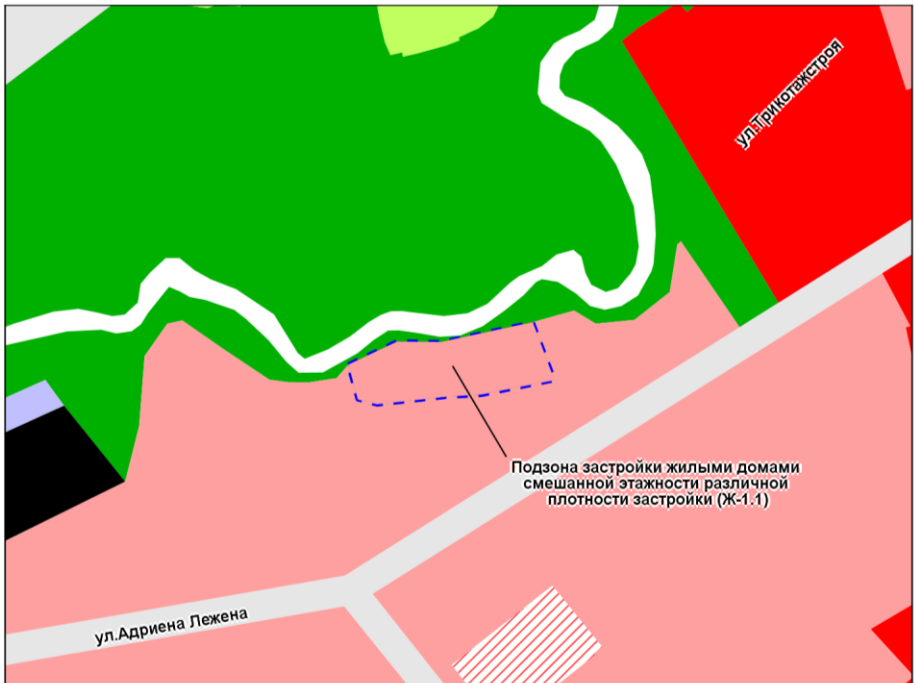 ул.Трикотажстроя
Подзона застройки жилыми домами
смешанной этажности различной
плотности застройки (Ж-1.1)
ул.Адриена Лежена